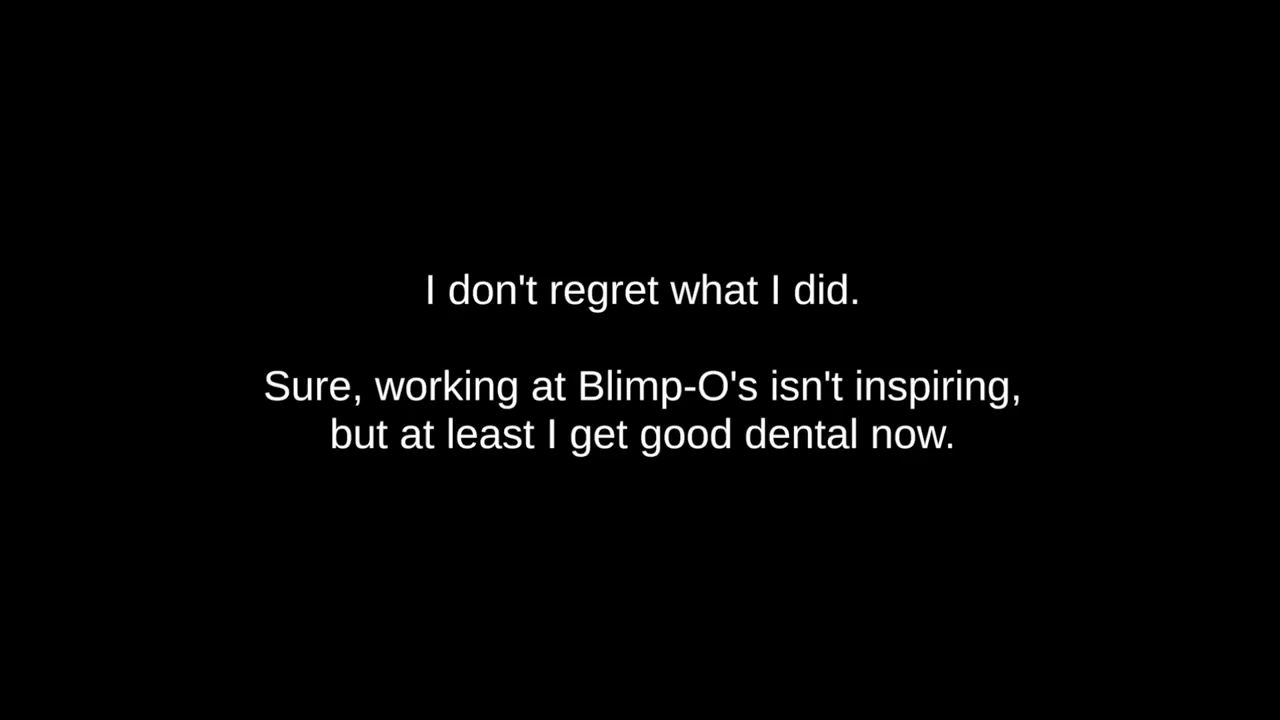 I don't regret what I did.
Sure, working at Blimp-O's isn't inspiring,
but at least I get good dental now.